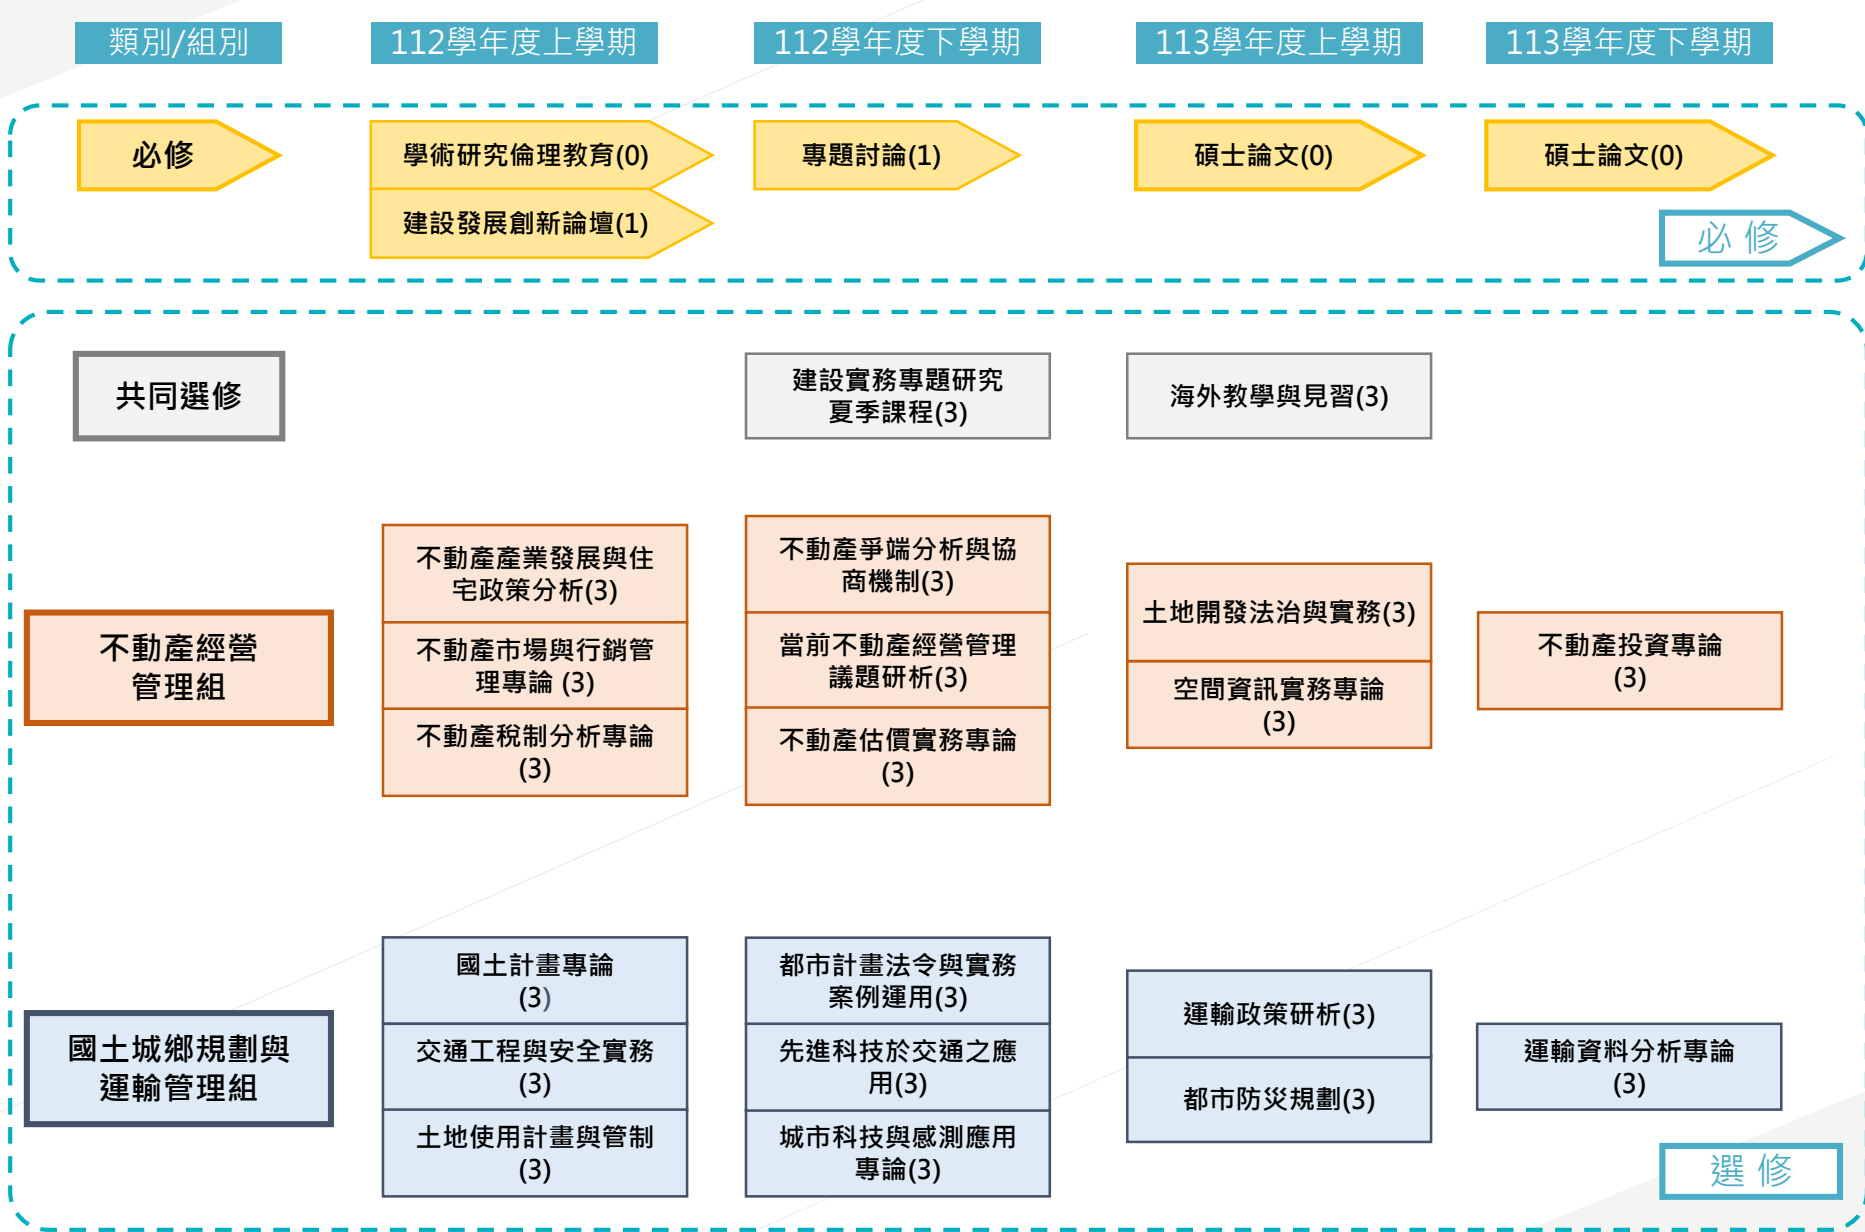 類別/組別
112學年度上學期
112學年度下學期
113學年度上學期
113學年度下學期
必修
學術研究倫理教育(0)
建設發展創新論壇(1)
專題討論(1)
碩士論文(0)
碩士論文(0)
必 修
共同選修
建設實務專題研究
夏季課程(3)
海外教學與見習(3)
不動產經營
管理組
不動產產業發展與住
宅政策分析(3)
不動產市場與行銷管
理專論 (3)
不動產稅制分析專論
(3)
不動產爭端分析與協
商機制(3)
當前不動產經營管理
議題研析(3)
不動產估價實務專論
(3)
土地開發法治與實務(3)
空間資訊實務專論
(3)
不動產投資專論
(3)
國土城鄉規劃與
運輸管理組
國土計畫專論
(3)
交通工程與安全實務
(3)
土地使用計畫與管制
(3)
都市計畫法令與實務
案例運用(3)
先進科技於交通之應
用(3)
城市科技與感測應用
專論(3)
運輸政策研析(3)
都市防災規劃(3)
運輸資料分析專論
(3)
選 修